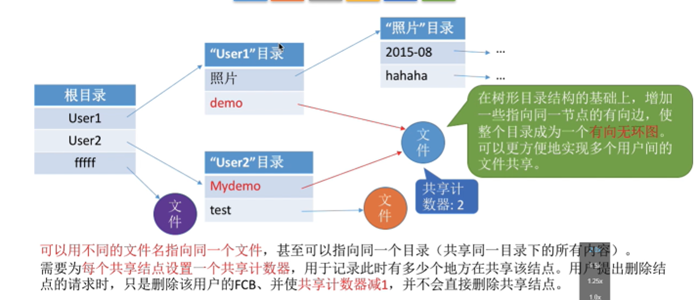 “照片”目录
2015-08
...
hahaha
...
“User1”目录
照片
demo
根目录
User1
User2
fffff
文件
“User2”目录
Mydemo
test
文件
文件
共享计
数器: 2
在树形目录结构的基础上，增加
一些指向同一节点的有向边，使
整个目录成为一个有向无环图。
可以更方便地实现多个用户间的
文件共享。
可以用不同的文件名指向同一个文件，甚至可以指向同一个目录（共享同一目录下的所有内容）。
需要为每个共享结点设置一个共享计数器，用于记录此时有多少个地方在共享该结点。用户提出删除结
点的请求时，只是删除该用户的FCB、并使共享计数器减1，并不会直接删除共享结点。
1.25x
1.0x